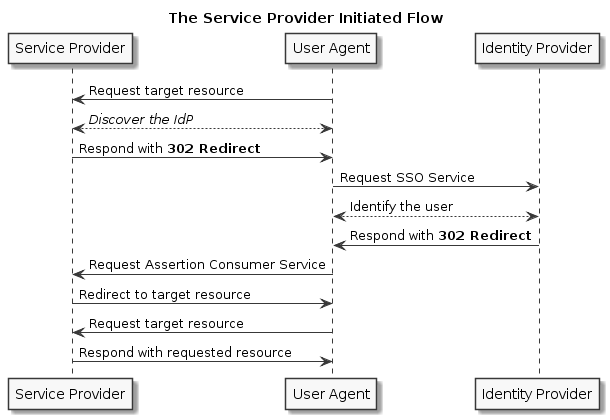 The Service Provider Initiated Flow
Service Provider
User Agent
Identity Provider
Request target resource
Discover the IdP
Respond with 302 Redirect
Request SSO Service
Identify the user
Respond with 302 Redirect
Request Assertion Consumer Service
Redirect to target resource
Request target resource
Respond with requested resource
Service Provider
User Agent
Identity Provider